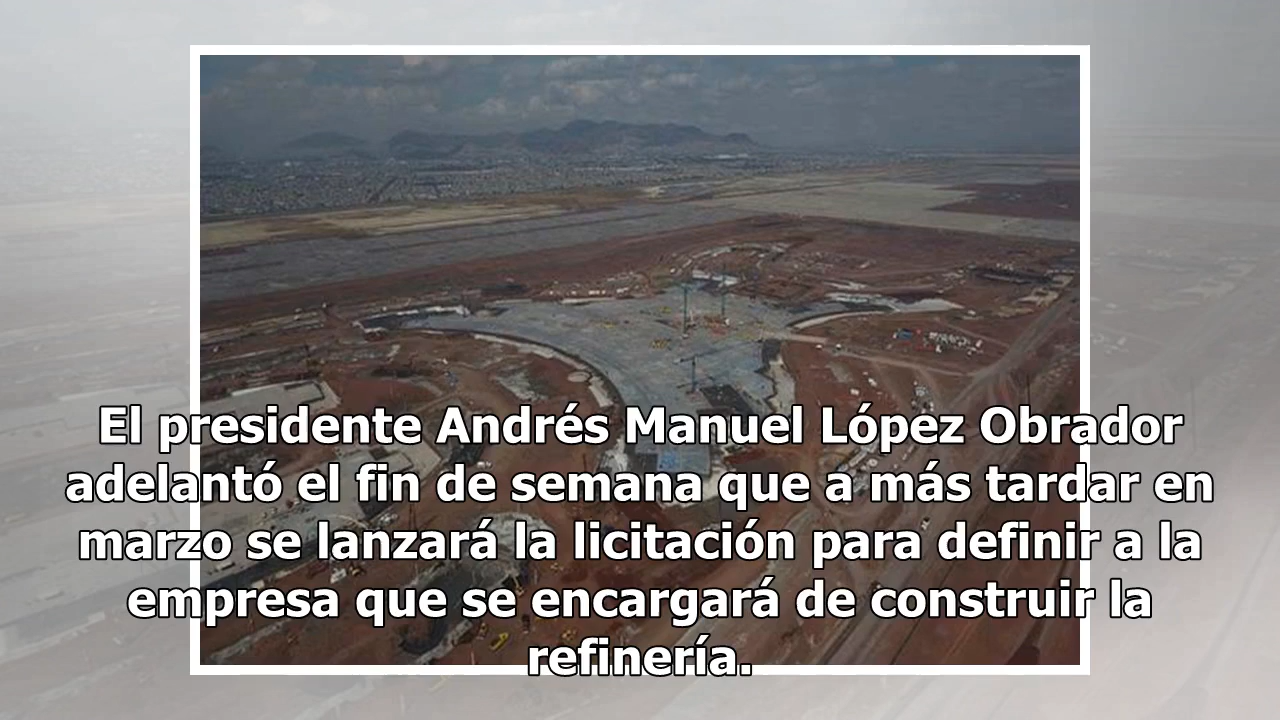 El presidente Andrés Manuel López Obrador
adelantó el fin de semana que a más tardar en
marzo se lanzará la licitación para definir a la
empresa que se encargará de construir la
refinería.